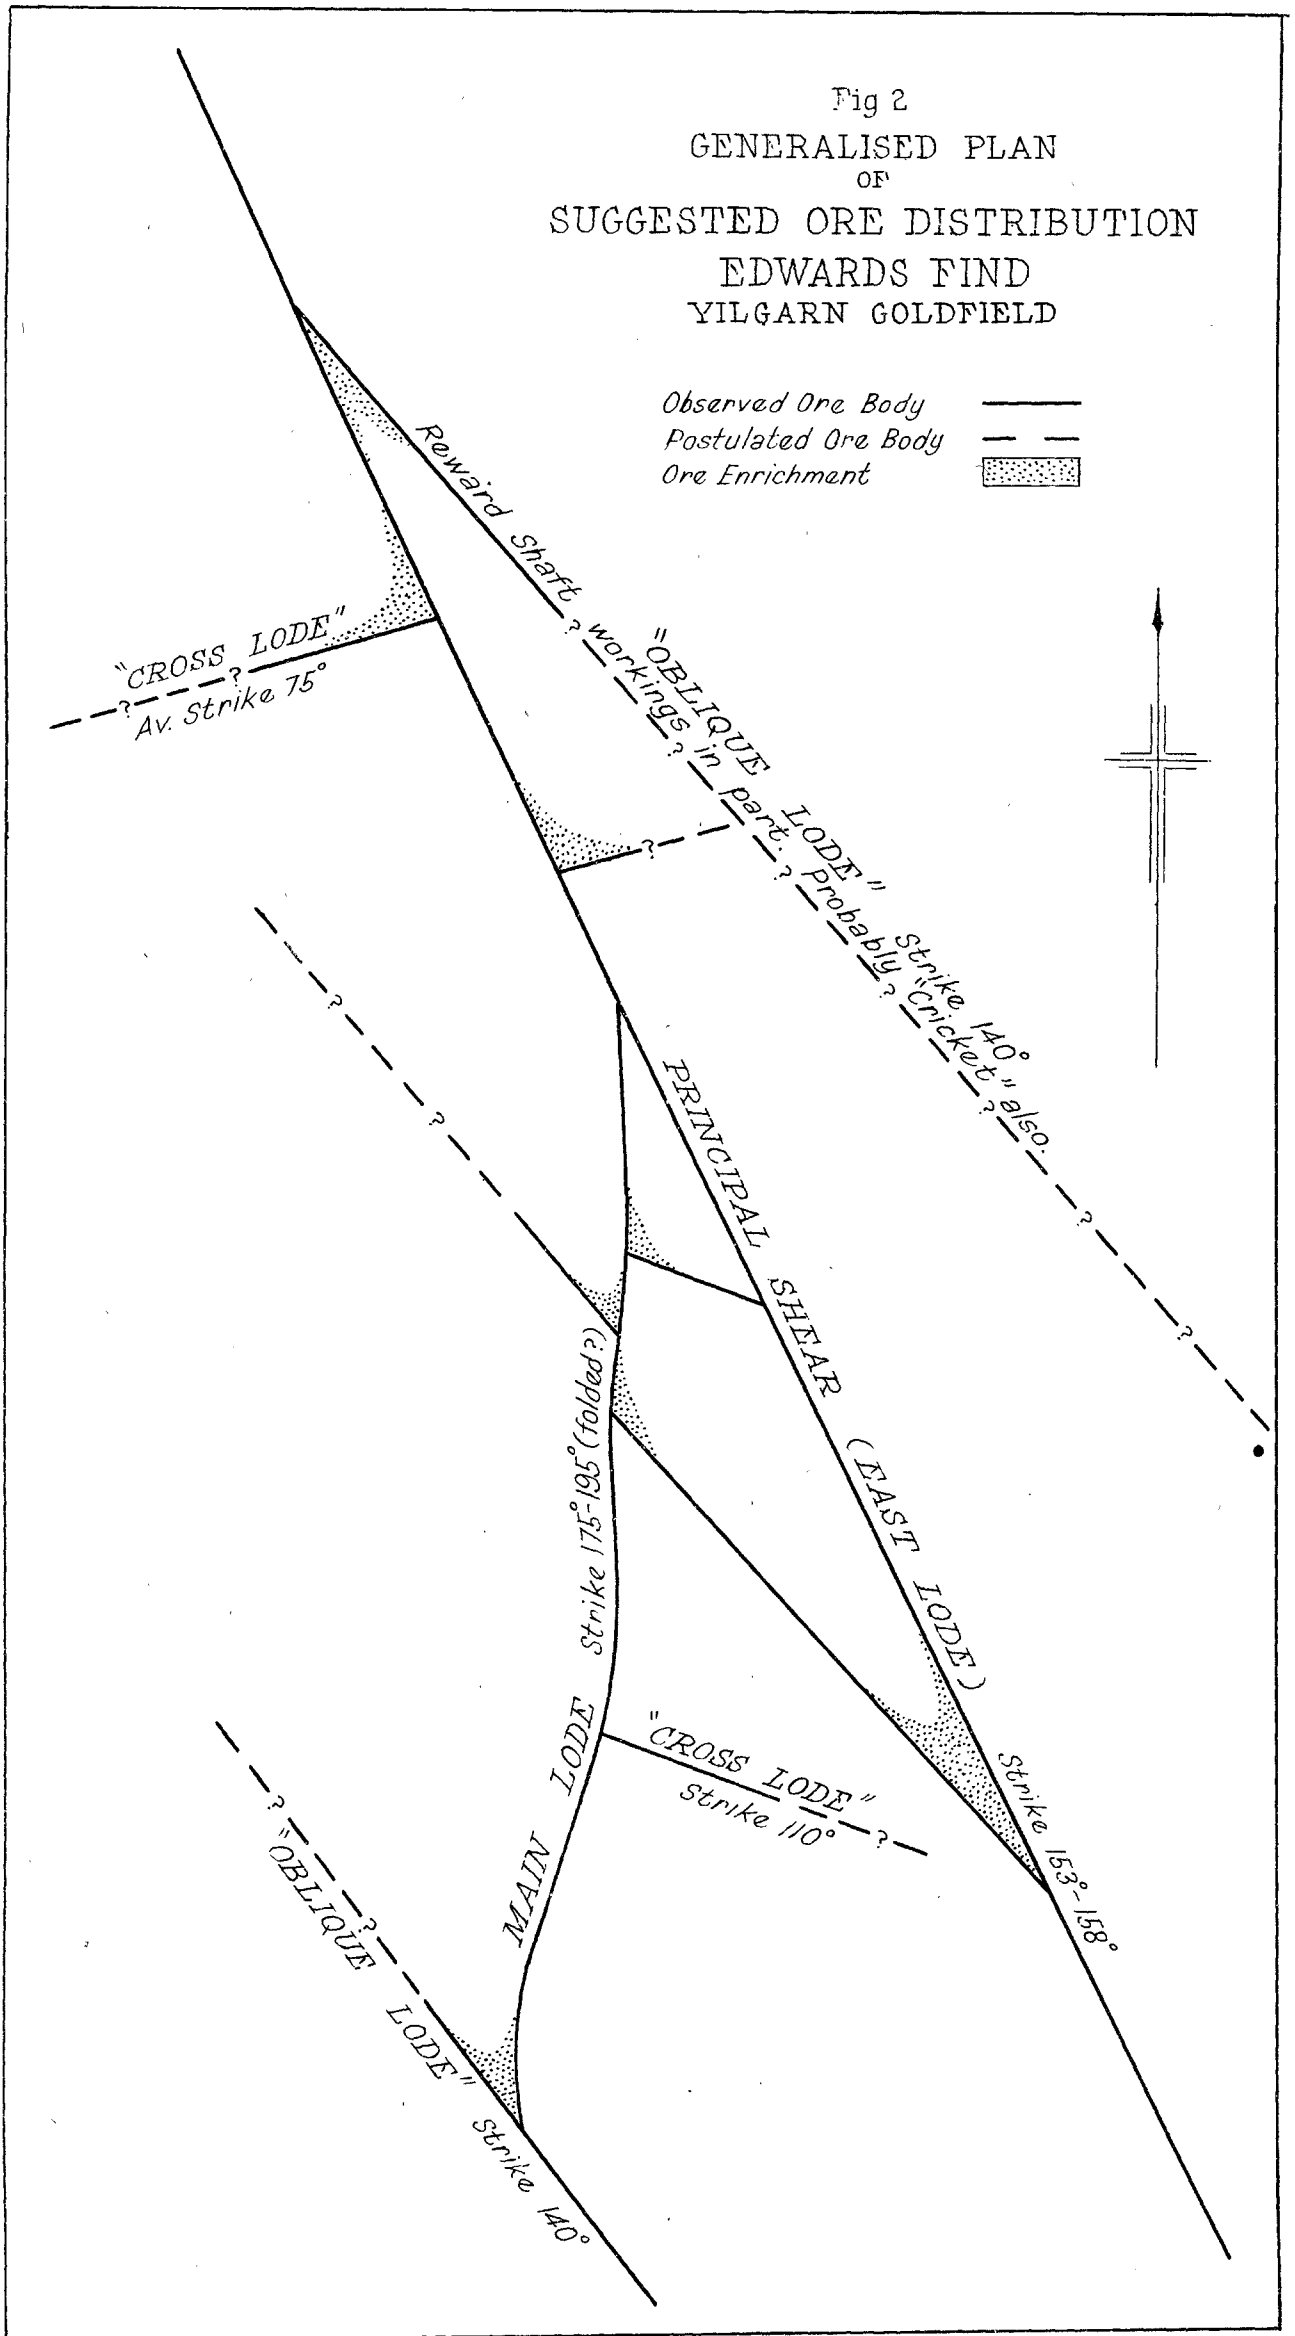 Fig 2
GENERALISED PLAN
OF
SUGGESTED ORE DISTRIBUTION
EDWARDS FIND
YILGARN GOLDFIELD
Observed Ore Body
Postulated Ore Body
Ore Enrichment
Reward Shaft workings in part. Probably "Cricket" also.
"OBLIQUE LODE" Strike 140°
"CROSS LODE"
Av. Strike 75°
? ?
? ? ? ? ? ? ?
?
? ?
PRINCIPAL SHEAR (EAST LODE) Strike 153°-158°
MAIN LODE Strike 175°-195° (folded?)
"CROSS LODE"
Strike 110°
?
? ?
"OBLIQUE LODE" Strike 140°